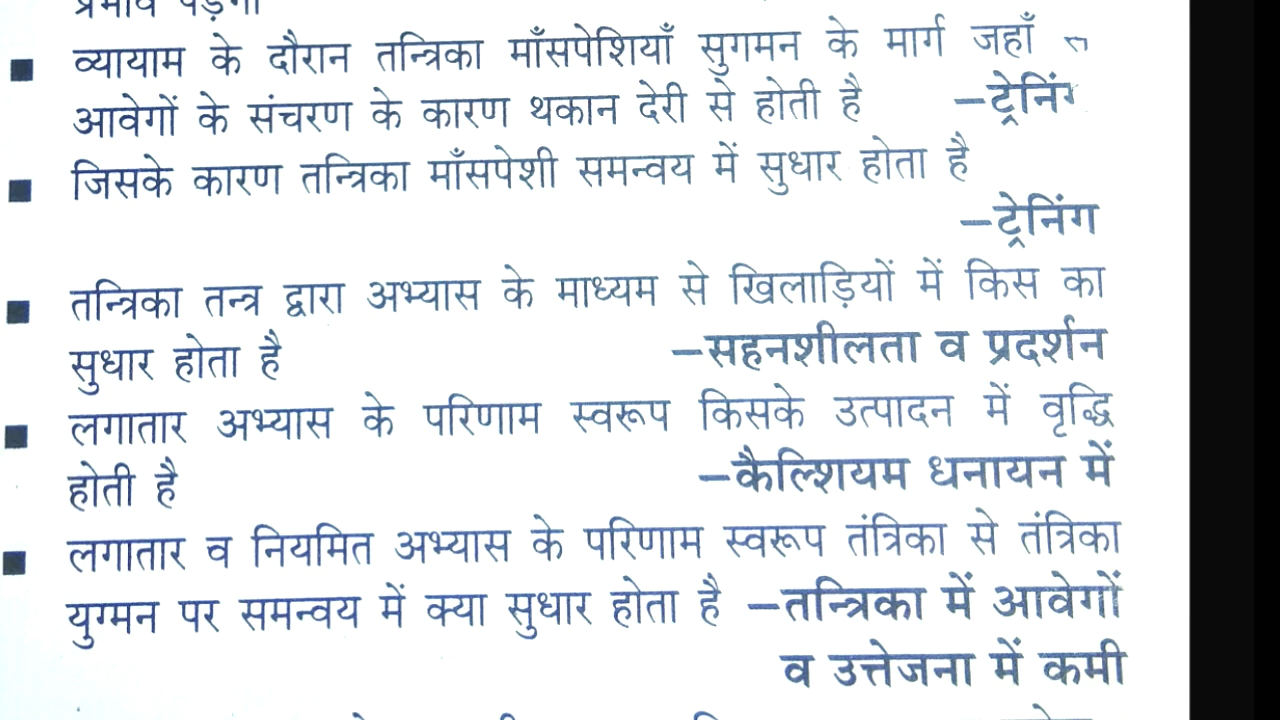 ■ व्यायाम के दौरान तन्त्रिका माँसपेशियाँ सुगमन के मार्ग जहाँ
आवेगों के संचरण के कारण थकान देरी से होती है –ट्रेनिंग
■ जिसके कारण तन्त्रिका माँसपेशी समन्वय में सुधार होता है
–ट्रेनिंग
■ तन्त्रिका तन्त्र द्वारा अभ्यास के माध्यम से खिलाड़ियों में किस का
सुधार होता है –सहनशीलता व प्रदर्शन
■ लगातार अभ्यास के परिणाम स्वरूप किसके उत्पादन में वृद्धि
होती है –कैल्शियम धनायन में
■ लगातार व नियमित अभ्यास के परिणाम स्वरूप तंत्रिका से तंत्रिका
युग्मन पर समन्वय में क्या सुधार होता है –तन्त्रिका में आवेगों
व उत्तेजना में कमी